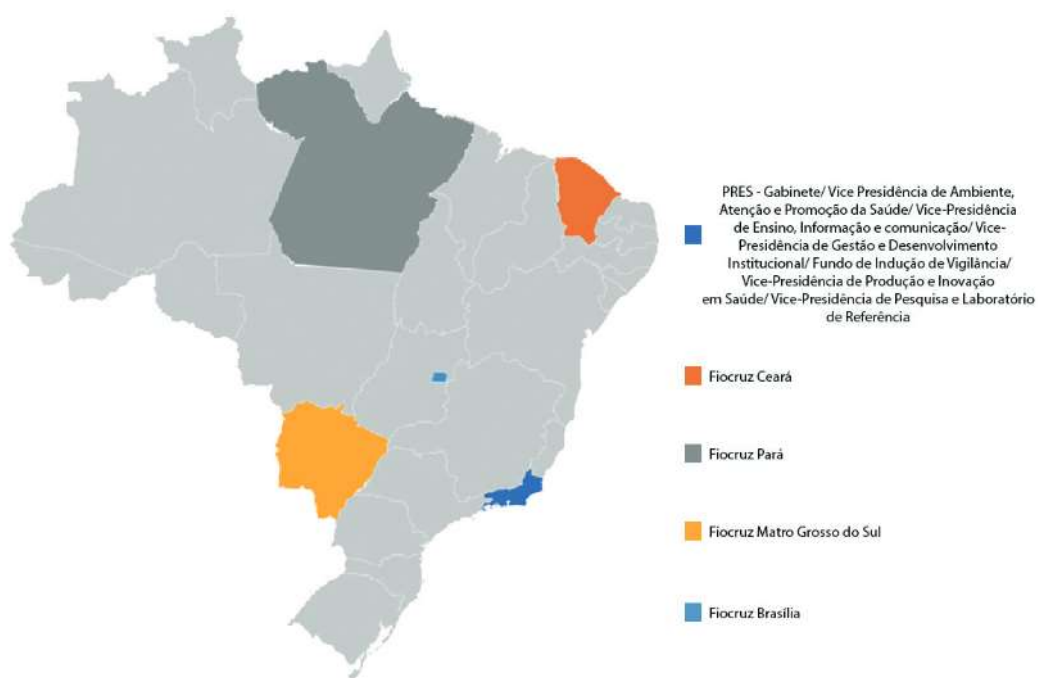 PRES - Gabinete/ Vice Presidência de Ambiente,
Atenção e Promoção da Saúde/ Vice-Presidência
de Ensino, Informação e comunicação/ Vice-
Presidência de Gestão e Desenvolvimento
Institucional/ Fundo de Indução de Vigilância/
Vice-Presidência de Produção e Inovação
em Saúde/ Vice-Presidência de Pesquisa e Laboratório
de Referência
Fiocruz Ceará
Fiocruz Pará
Fiocruz Matro Grosso do Sul
Fiocruz Brasília